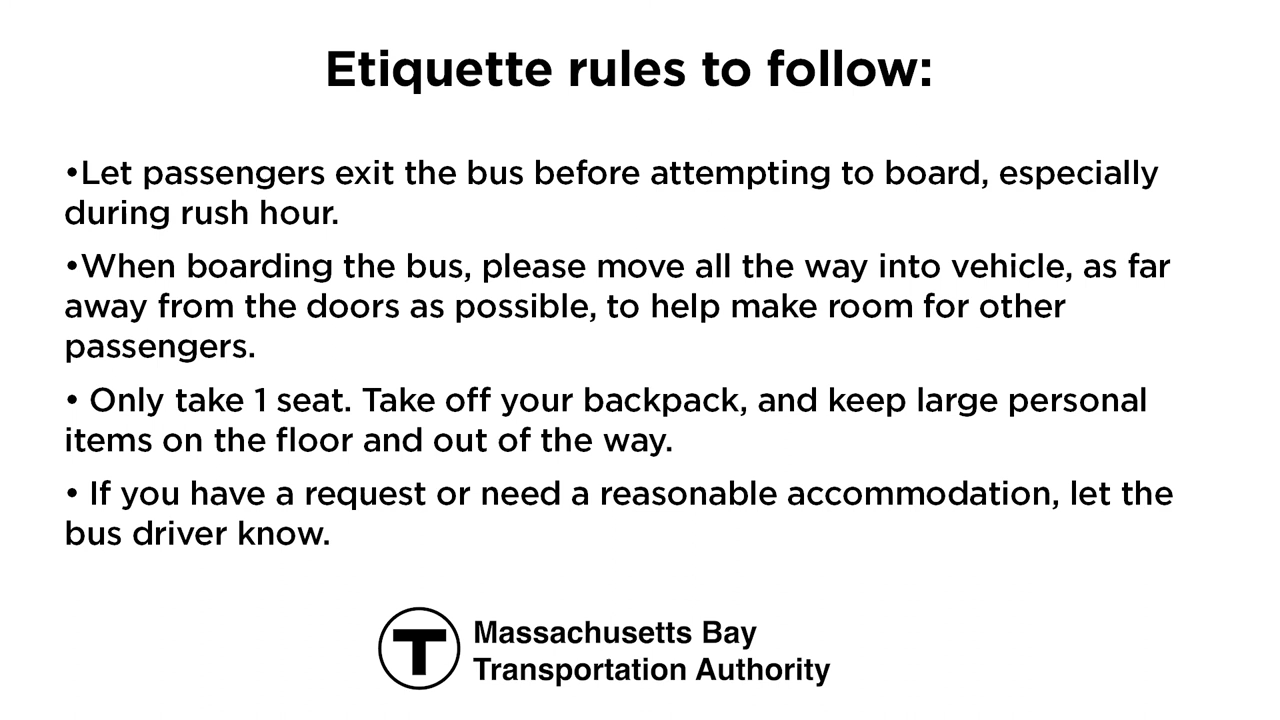 Etiquette rules to follow:
•Let passengers exit the bus before attempting to board, especially
during rush hour.
•When boarding the bus, please move all the way into vehicle, as far
away from the doors as possible, to help make room for other
passengers.
• Only take 1 seat. Take off your backpack, and keep large personal
items on the floor and out of the way.
• If you have a request or need a reasonable accommodation, let the
bus driver know.
T
Massachusetts Bay
Transportation Authority